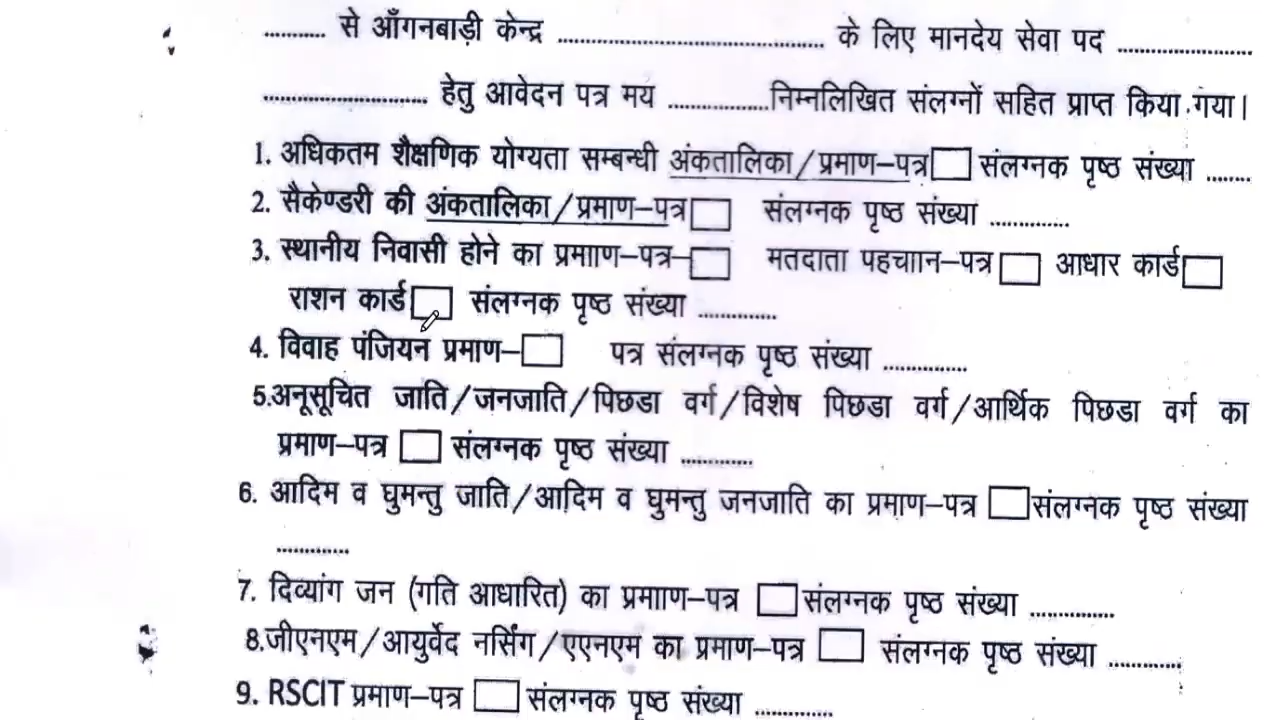 ............ से आँगनबाड़ी केन्द्र ..................................................... के लिए मानदेय सेवा पद ...........................
................................. हेतु आवेदन पत्र मय ....................निम्नलिखित संलग्नों सहित प्राप्त किया गया।
1. अधिकतम शैक्षणिक योग्यता सम्बन्धी अंकतालिका/प्रमाण–पत्र संलग्नक पृष्ठ संख्या .........
2. सैकेण्डरी की अंकतालिका/प्रमाण–पत्र संलग्नक पृष्ठ संख्या ................
3. स्थानीय निवासी होने का प्रमााण–पत्र– मतदाता पहचाान–पत्र आधार कार्ड
राशन कार्ड संलग्नक पृष्ठ संख्या ................
4. विवाह पंजियन प्रमाण– पत्र संलग्नक पृष्ठ संख्या .................
5.अनूसूचित जाति/जनजाति/पिछडा वर्ग/विशेष पिछडा वर्ग/आर्थिक पिछडा वर्ग का
प्रमाण–पत्र संलग्नक पृष्ठ संख्या ...............
6. आदिम व घुमन्तु जाति/आदिम व घुमन्तु जनजाति का प्रमाण–पत्र संलग्नक पृष्ठ संख्या
...............
7. दिव्यांग जन (गति आधारित) का प्रमााण–पत्र संलग्नक पृष्ठ संख्या .................
8.जीएनएम/आयुर्वेद नर्सिंग/एएनएम का प्रमाण–पत्र संलग्नक पृष्ठ संख्या ...............
9. RSCIT प्रमाण–पत्र संलग्नक पृष्ठ संख्या ................